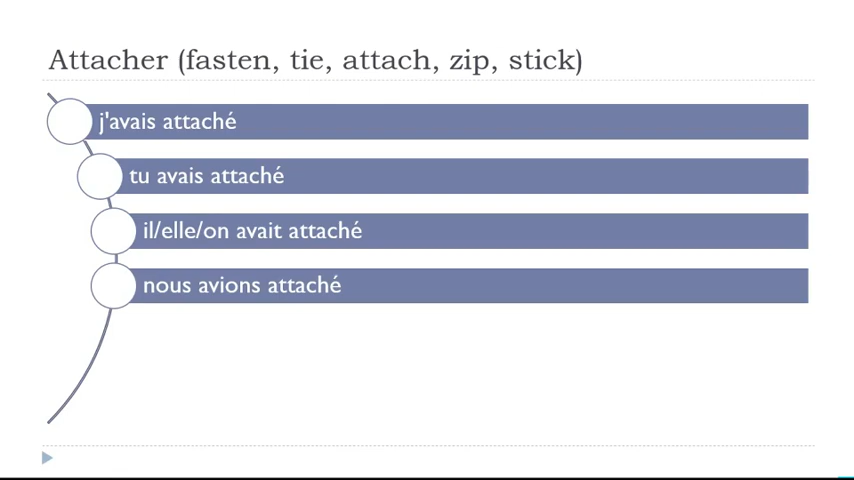 Attacher (fasten, tie, attach, zip, stick)
j'avais attaché
tu avais attaché
il/elle/on avait attaché
nous avions attaché